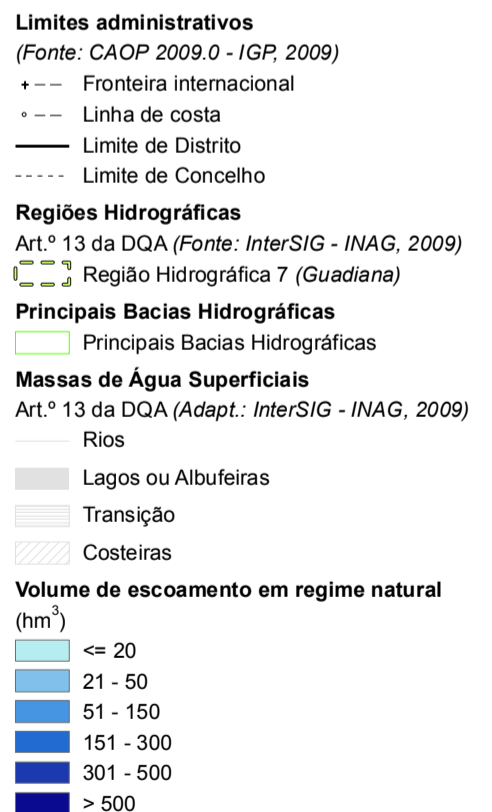 Limites administrativos
(Fonte: CAOP 2009.0 - IGP, 2009)
Fronteira internacional
Linha de costa
Limite de Distrito
Limite de Concelho
Regiões Hidrográficas
Art.º 13 da DQA (Fonte: InterSIG - INAG, 2009)
Região Hidrográfica 7 (Guadiana)
Principais Bacias Hidrográficas
Principais Bacias Hidrográficas
Massas de Água Superficiais
Art.º 13 da DQA (Adapt.: InterSIG - INAG, 2009)
Rios
Lagos ou Albufeiras
Transição
Costeiras
Volume de escoamento em regime natural
(hm³)
<= 20
21 - 50
51 - 150
151 - 300
301 - 500
> 500